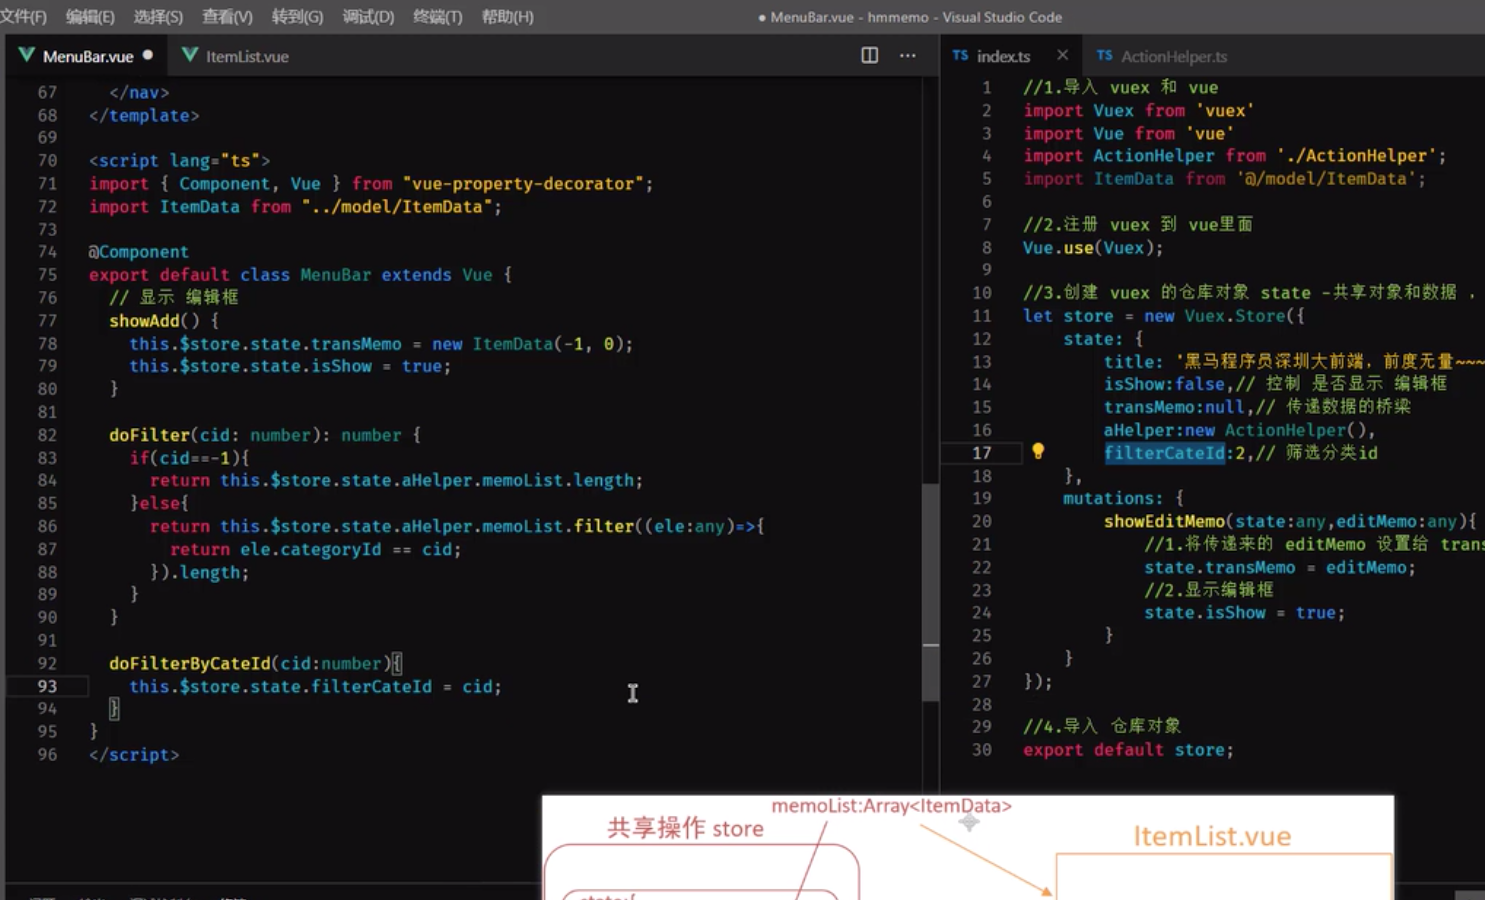 文件(F) 编辑(E) 选择(S) 查看(V) 转到(G) 调试(D) 终端(T) 帮助(H)
● MenuBar.vue - hmmemo - Visual Studio Code
MenuBar.vue ●
ItemList.vue
67 </nav>
68 </template>
69
70 <script lang="ts">
71 import { Component, Vue } from "vue-property-decorator";
72 import ItemData from "../model/ItemData";
73
74 @Component
75 export default class MenuBar extends Vue {
76 // 显示 编辑框
77 showAdd() {
78 this.$store.state.transMemo = new ItemData(-1, 0);
79 this.$store.state.isShow = true;
80 }
81
82 doFilter(cid: number): number {
83 if(cid==-1){
84 return this.$store.state.aHelper.memoList.length;
85 }else{
86 return this.$store.state.aHelper.memoList.filter((ele:any)=>{
87 return ele.categoryId == cid;
88 }).length;
89 }
90 }
91
92 doFilterByCateId(cid:number){
93 this.$store.state.filterCateId = cid;
94 }
95 }
96 </script>
TS index.ts ×
TS ActionHelper.ts
1 //1.导入 vuex 和 vue
2 import Vuex from 'vuex'
3 import Vue from 'vue'
4 import ActionHelper from './ActionHelper';
5 import ItemData from '@/model/ItemData';
6
7 //2.注册 vuex 到 vue里面
8 Vue.use(Vuex);
9
10 //3.创建 vuex 的仓库对象 state -共享对象和数据 ,
11 let store = new Vuex.Store({
12 state: {
13 title: '黑马程序员深圳大前端，前度无量~~~
14 isShow:false,// 控制 是否显示 编辑框
15 transMemo:null,// 传递数据的桥梁
16 aHelper:new ActionHelper(),
17 filterCateId:2,// 筛选分类id
18 },
19 mutations: {
20 showEditMemo(state:any,editMemo:any){
21 //1.将传递来的 editMemo 设置给 trans
22 state.transMemo = editMemo;
23 //2.显示编辑框
24 state.isShow = true;
25 }
26 }
27 });
28
29 //4.导入 仓库对象
30 export default store;
memoList:Array<ItemData>
共享操作 store
ItemList.vue